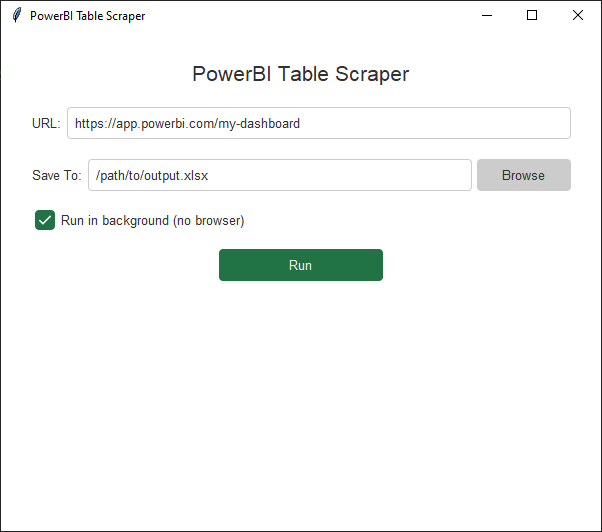 PowerBI Table Scraper
PowerBI Table Scraper
URL: https://app.powerbi.com/my-dashboard
Save To: /path/to/output.xlsx Browse
Run in background (no browser)
Run